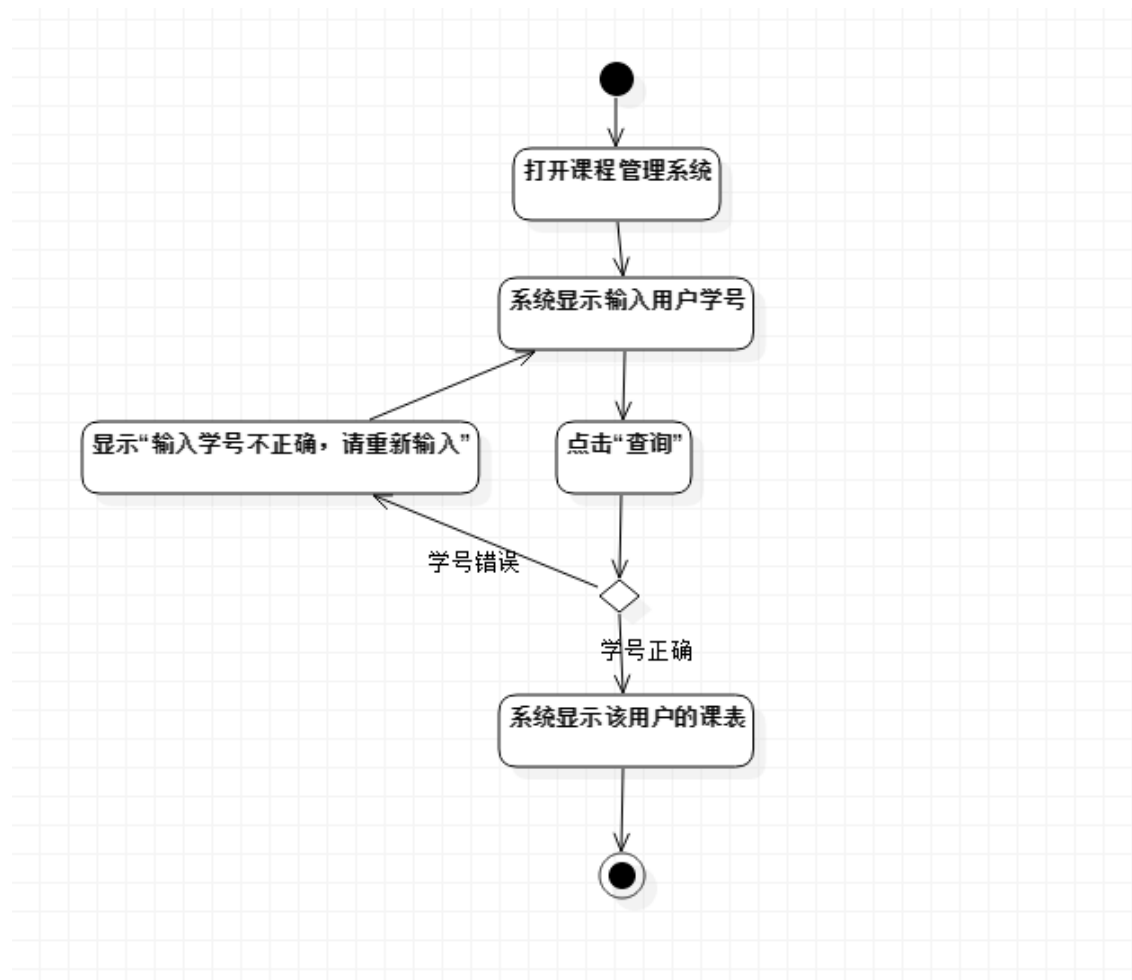 打开课程管理系统
系统显示输入用户学号
显示“输入学号不正确，请重新输入”
点击“查询”
学号错误
学号正确
系统显示该用户的课表